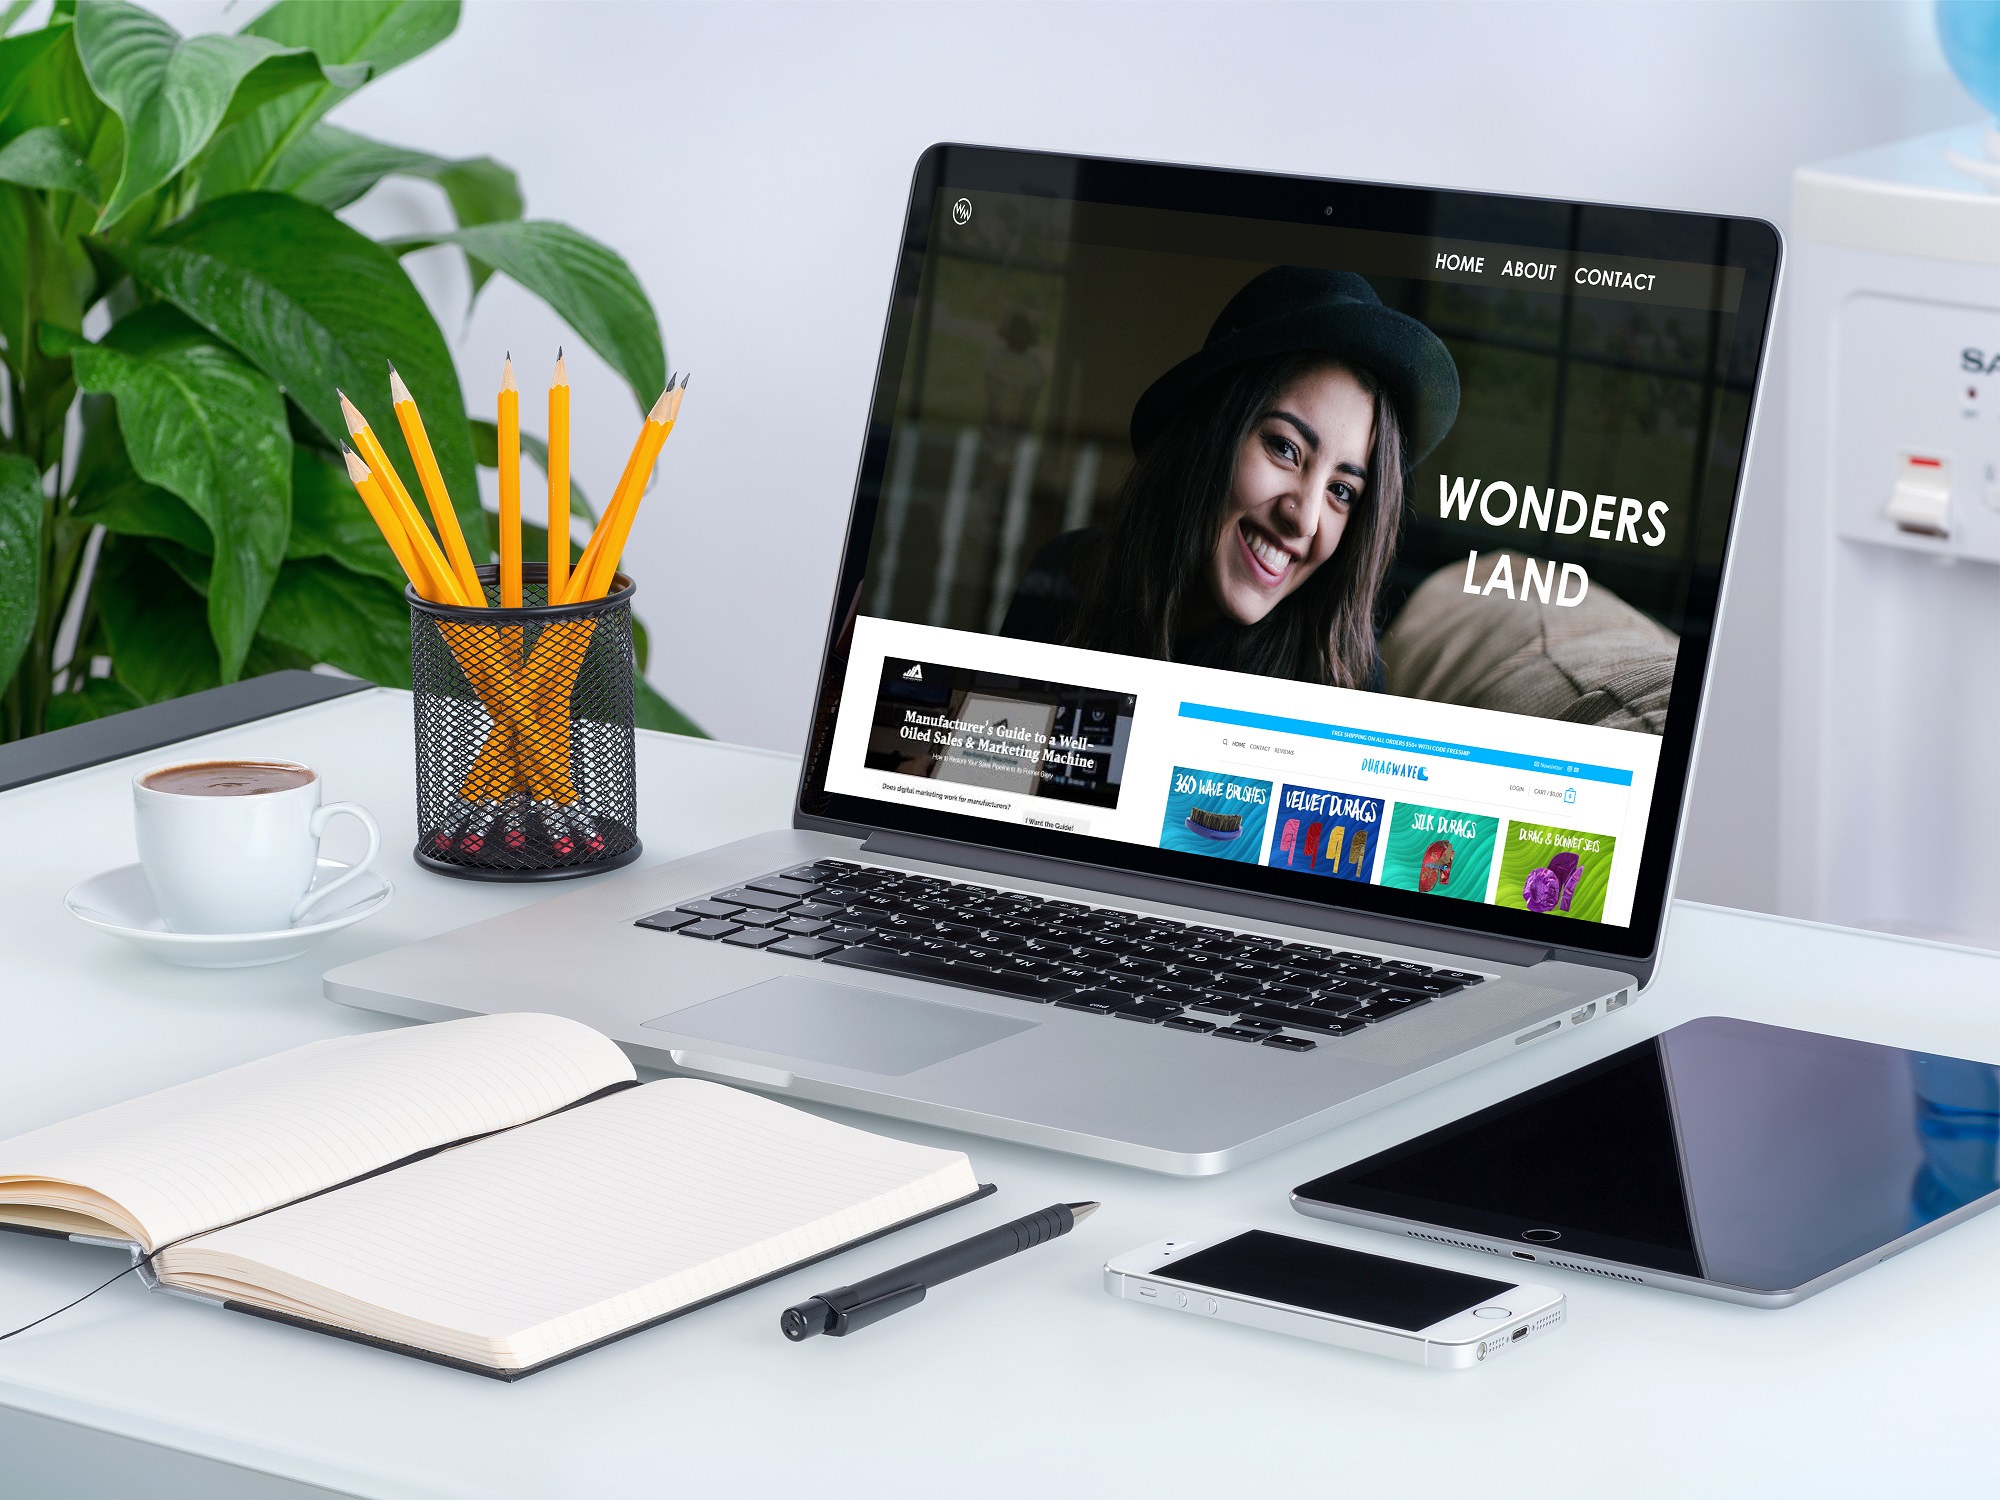 WM
HOME ABOUT CONTACT
WONDERS
LAND
Manufacturer's Guide to a Well-
Oiled Sales & Marketing Machine
How to Restore Your Sales Pipeline to Its Former Glory
Does digital marketing work for manufacturers?
I Want the Guide!
FREE SHIPPING ON ALL ORDERS $50+ WITH CODE FREESHIP
HOME CONTACT REVIEWS
DURAGWAVE
Newsletter
LOGIN CART / $0.00 0
360 WAVE BRUSHES
VELVET DURAGS
SILK DURAGS
DURAG & BONNET SETS
SA